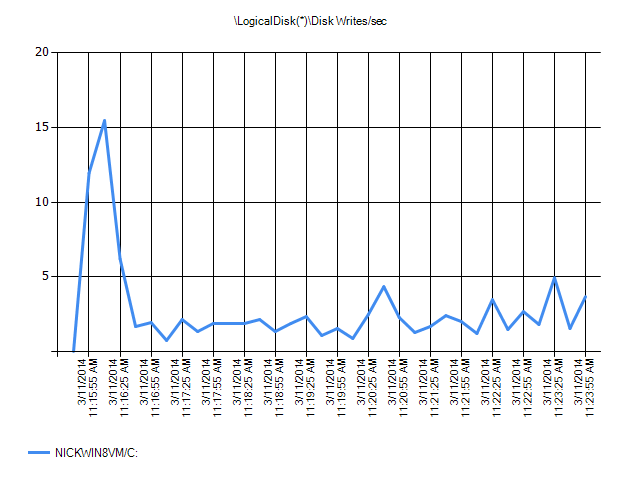 \LogicalDisk(*)\Disk Writes/sec
20
15
10
5
3/11/2014
11:15:55 AM
3/11/2014
11:16:25 AM
3/11/2014
11:16:55 AM
3/11/2014
11:17:25 AM
3/11/2014
11:17:55 AM
3/11/2014
11:18:25 AM
3/11/2014
11:18:55 AM
3/11/2014
11:19:25 AM
3/11/2014
11:19:55 AM
3/11/2014
11:20:25 AM
3/11/2014
11:20:55 AM
3/11/2014
11:21:25 AM
3/11/2014
11:21:55 AM
3/11/2014
11:22:25 AM
3/11/2014
11:22:55 AM
3/11/2014
11:23:25 AM
3/11/2014
11:23:55 AM
NICKWIN8VM/C: